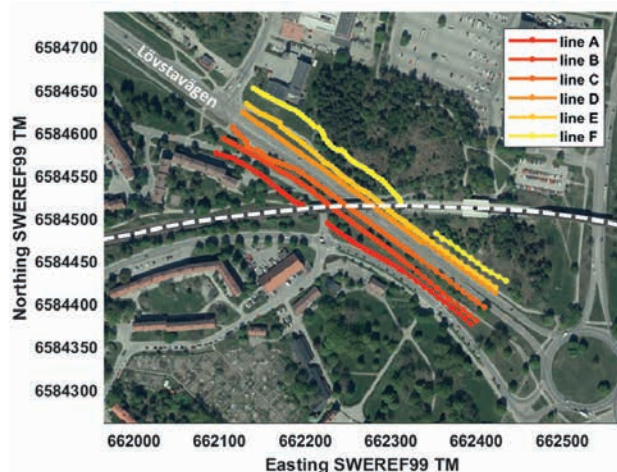 6584700
6584650
6584600
6584550
6584500
6584450
6584400
6584350
6584300
Northing SWEREF99 TM
Lövstavägen
line A
line B
line C
line D
line E
line F
662000
662100
662200
662300
662400
662500
Easting SWEREF99 TM